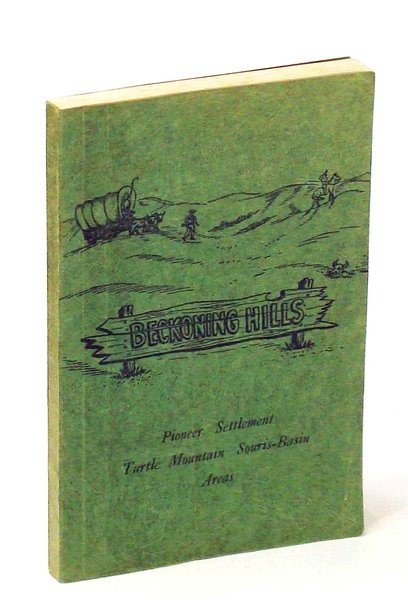 BECKONING HILLS
Pioneer Settlement
Turtle Mountain Souris-Basin
Areas